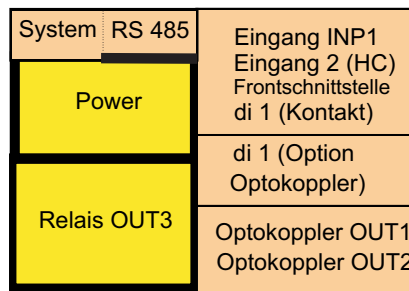 System RS 485
Power
Relais OUT3
Eingang INP1
Eingang 2 (HC)
Frontschnittstelle
di 1 (Kontakt)
di 1 (Option
Optokoppler)
Optokoppler OUT1
Optokoppler OUT2